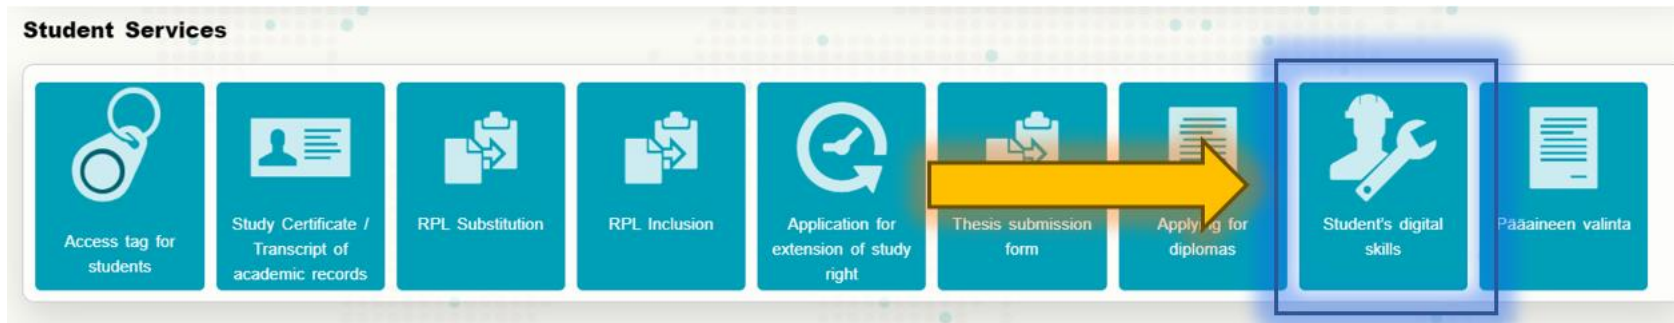 Student Services
Access tag for
students
Study Certificate /
Transcript of
academic records
RPL Substitution
RPL Inclusion
Application for
extension of study
right
Thesis submission
form
Applying for
diplomas
Student's digital
skills
Pääaineen valinta